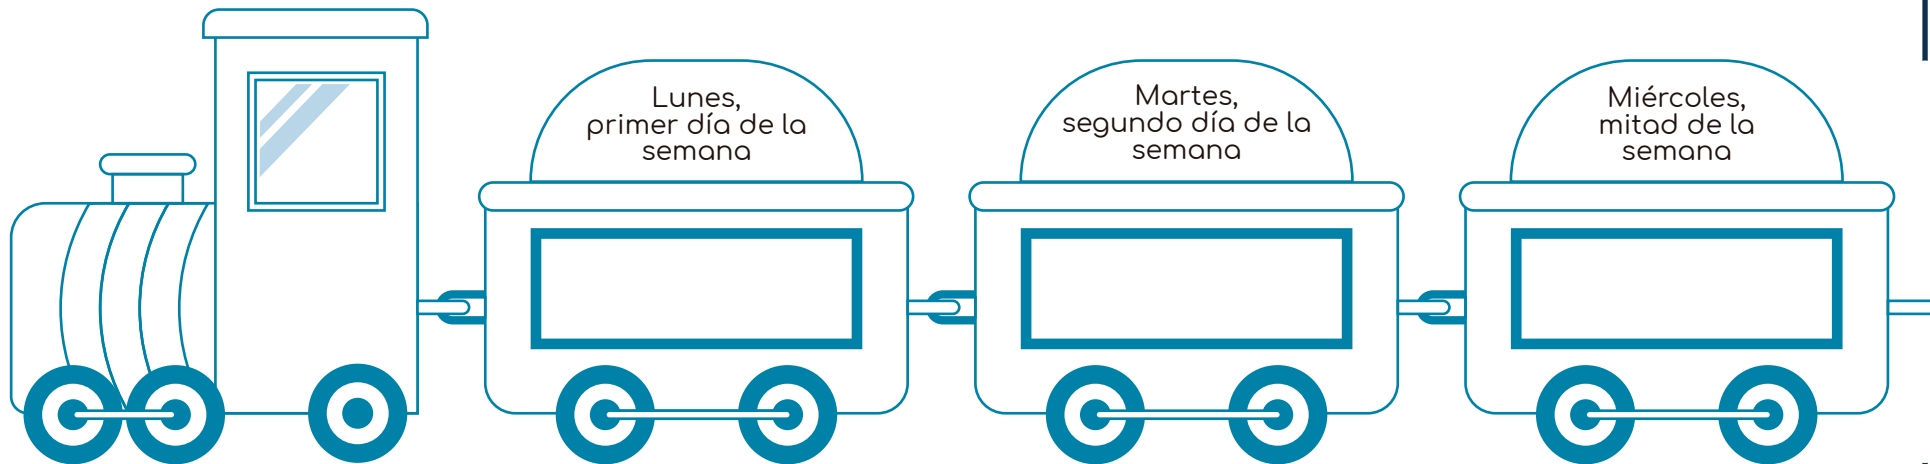 Lunes,
primer día de la
semana
Martes,
segundo día de la
semana
Miércoles,
mitad de la
semana